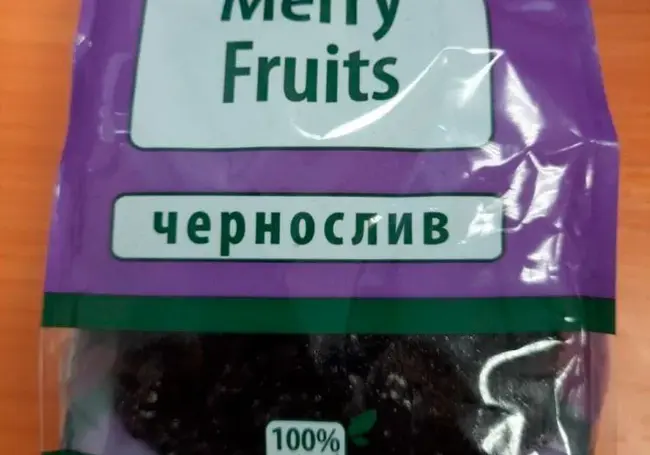 Merry
Fruits
чернослив
100%